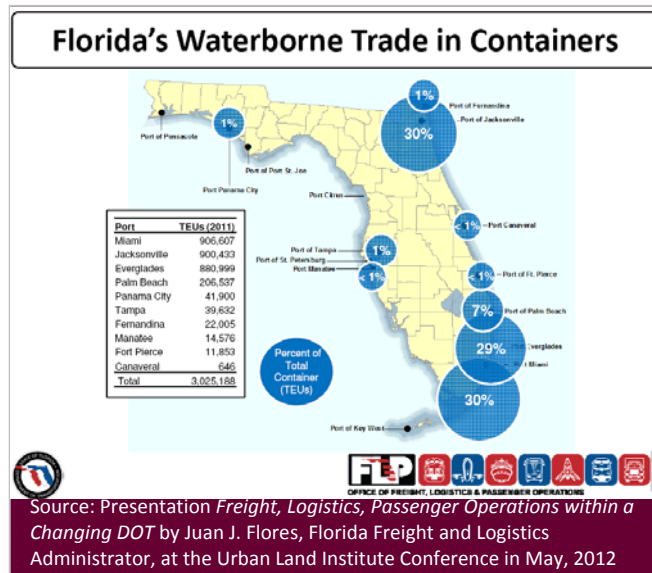 Florida's Waterborne Trade in Containers
1%
Port of Fernandina
Port of Jacksonville
30%
Port of Pensacola
1%
Port of Port St. Joe
Port Panama City
Port Citrus
Port TEUs (2011)
Miami 906,607
Jacksonville 900,433
Everglades 880,999
Palm Beach 206,537
Panama City 41,900
Tampa 39,632
Fernandina 22,005
Manatee 14,576
Fort Pierce 11,853
Canaveral 646
Total 3,025,188
< 1%
Port Canaveral
Port of Tampa
1%
Port of St. Petersburg
Port Manatee
< 1%
< 1%
Port of Ft. Pierce
7%
Port of Palm Beach
29%
Everglades
Miami
30%
Percent of
Total
Container
(TEUs)
Port of Key West
FLP
OFFICE OF FREIGHT, LOGISTICS & PASSENGER OPERATIONS
Source: Presentation Freight, Logistics, Passenger Operations within a
Changing DOT by Juan J. Flores, Florida Freight and Logistics
Administrator, at the Urban Land Institute Conference in May, 2012